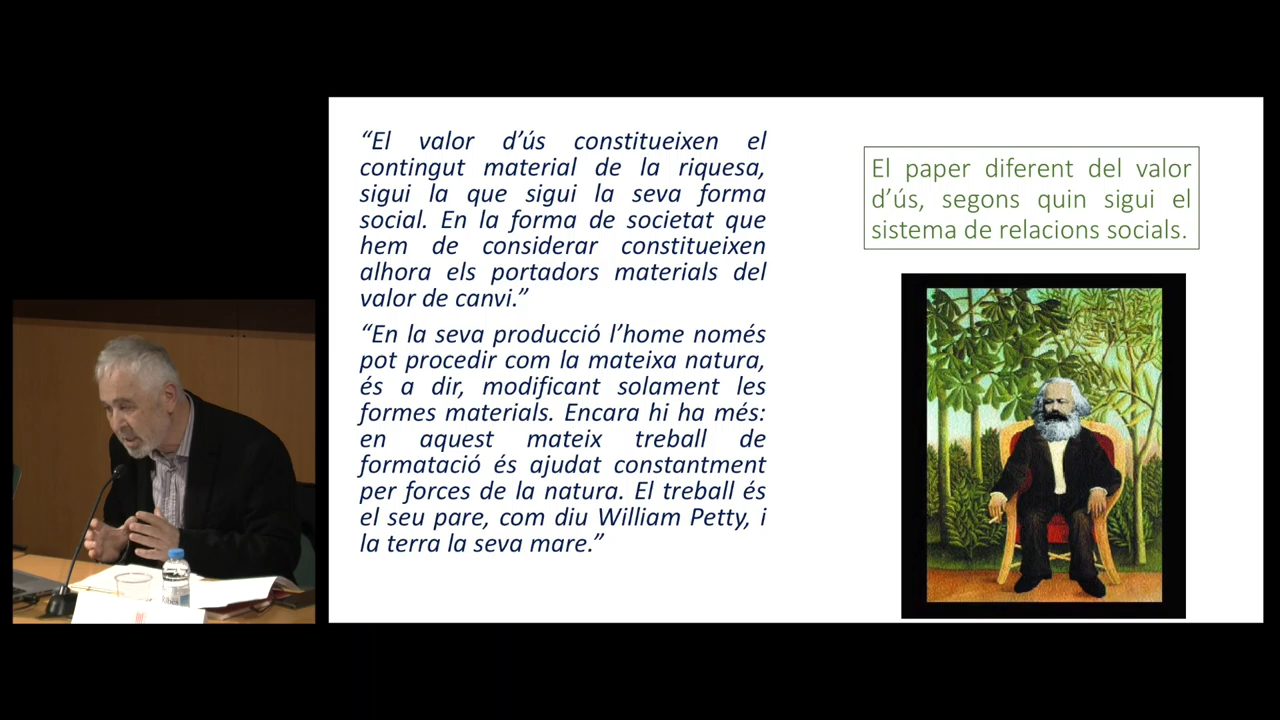 “El valor d’ús constitueixen el
contingut material de la riquesa,
sigui la que sigui la seva forma
social. En la forma de societat que
hem de considerar constitueixen
alhora els portadors materials del
valor de canvi.”
“En la seva producció l’home només
pot procedir com la mateixa natura,
és a dir, modificant solament les
formes materials. Encara hi ha més:
en aquest mateix treball de
formatació és ajudat constantment
per forces de la natura. El treball és
el seu pare, com diu William Petty, i
la terra la seva mare.”
El paper diferent del valor
d’ús, segons quin sigui el
sistema de relacions socials.